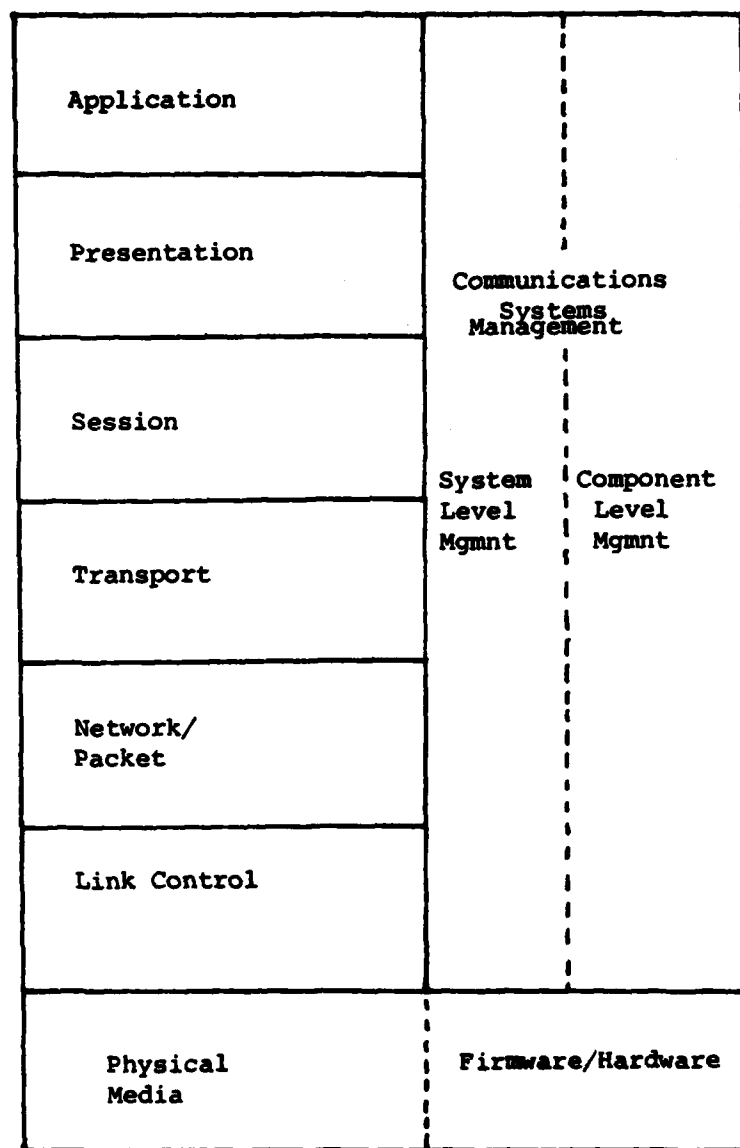 Application
Presentation
Communications
Systems
Management
Session
System
Level
Mgmnt
Component
Level
Mgmnt
Transport
Network/
Packet
Link Control
Physical
Media
Firmware/Hardware